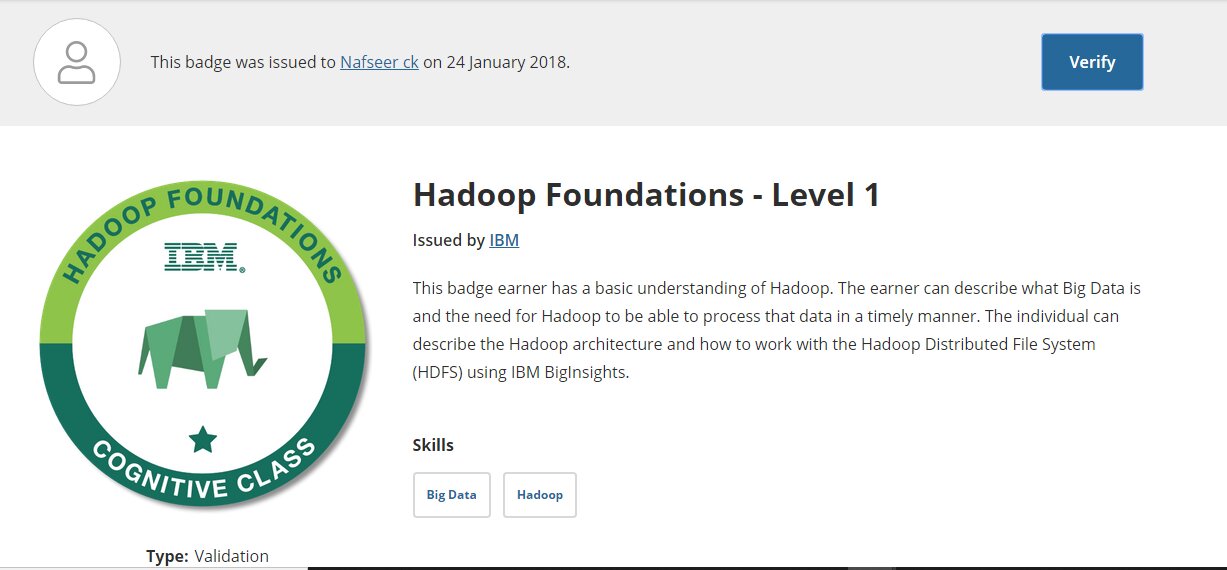 This badge was issued to Nafseer ck on 24 January 2018.
Verify
HADOOP FOUNDATIONS
IBM®
COGNITIVE CLASS
Hadoop Foundations - Level 1
Issued by IBM
This badge earner has a basic understanding of Hadoop. The earner can describe what Big Data is
and the need for Hadoop to be able to process that data in a timely manner. The individual can
describe the Hadoop architecture and how to work with the Hadoop Distributed File System
(HDFS) using IBM BigInsights.
Skills
Big Data
Hadoop
Type: Validation